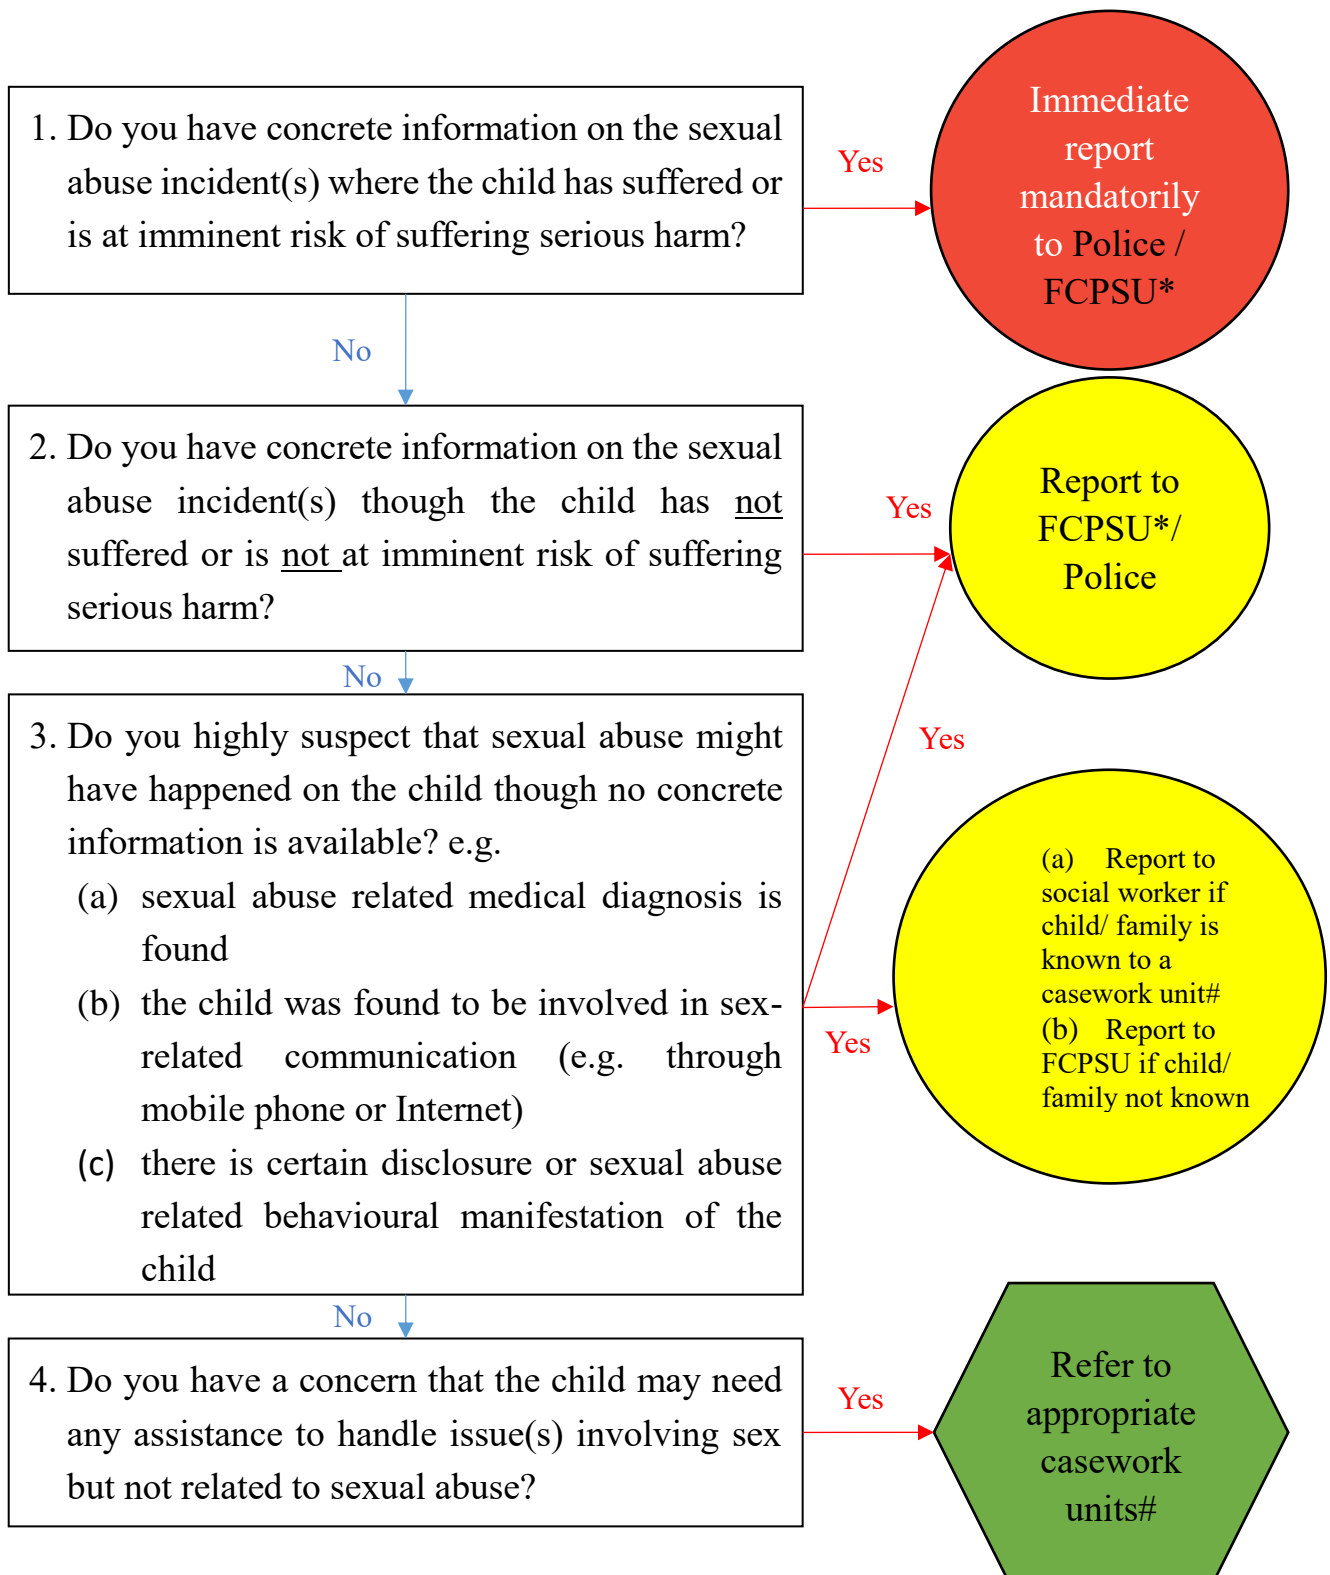 1. Do you have concrete information on the sexual
abuse incident(s) where the child has suffered or
is at imminent risk of suffering serious harm?
Yes
Immediate
report
mandatorily
to Police /
FCPSU*
No
2. Do you have concrete information on the sexual
abuse incident(s) though the child has not
suffered or is not at imminent risk of suffering
serious harm?
Yes
Report to
FCPSU*/
Police
No
3. Do you highly suspect that sexual abuse might
have happened on the child though no concrete
information is available? e.g.
(a) sexual abuse related medical diagnosis is
found
(b) the child was found to be involved in sex-
related communication (e.g. through
mobile phone or Internet)
(c) there is certain disclosure or sexual abuse
related behavioural manifestation of the
child
Yes
Yes
(a) Report to
social worker if
child/ family is
known to a
casework unit#
(b) Report to
FCPSU if child/
family not known
No
4. Do you have a concern that the child may need
any assistance to handle issue(s) involving sex
but not related to sexual abuse?
Yes
Refer to
appropriate
casework
units#